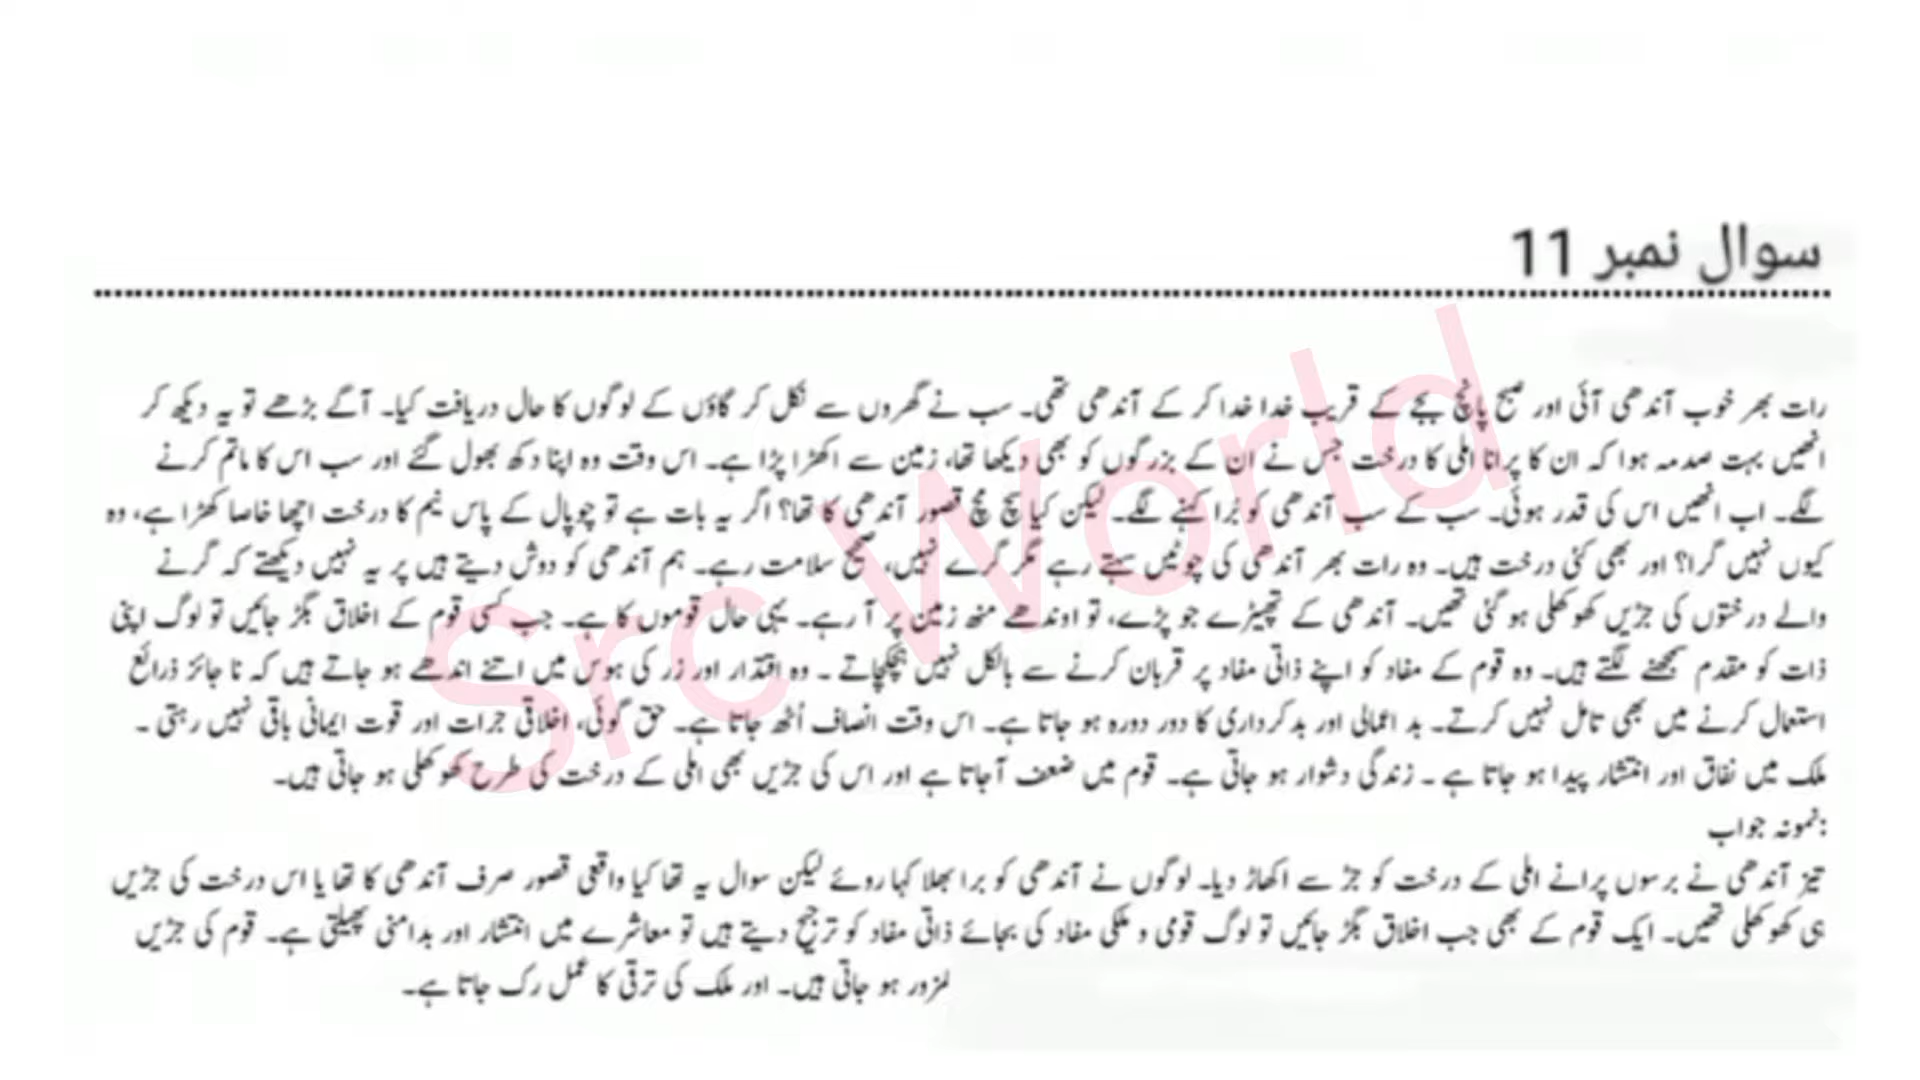 سوال نمبر 11
رات بھر خوب آندھی آئی اور صبح پانچ بجے کے قریب خدا خدا کر کے آندھی تھمی۔ سب نے گھروں سے نکل کر گاؤں کے لوگوں کا حال دریافت کیا۔ آگے بڑھے تو یہ دیکھ کر
انھیں بہت صدمہ ہوا کہ ان کا پرانا املی کا درخت جس نے ان کے بزرگوں کو بھی دیکھا تھا، زمین سے اکھڑا پڑا ہے۔ اس وقت وہ اپنا دکھ بھول گئے اور سب اس کا ماتم کرنے
لگے۔ اب انھیں اس کی قدر ہوئی۔ سب کے سب آندھی کو بُرا کہنے لگے۔ لیکن کیا سچ مُچ قصور آندھی کا تھا؟ اگر یہ بات ہے تو چوپال کے پاس نیم کا درخت اچھا خاصا کھڑا ہے، وہ
کیوں نہیں گرا؟ اور بھی کئی درخت ہیں۔ وہ رات بھر آندھی کی چوٹیں سہتے رہے مگر گرے نہیں، صحیح سلامت رہے۔ ہم آندھی کو دوش دیتے ہیں پر یہ نہیں دیکھتے کہ گرنے
والے درختوں کی جڑیں کھوکھلی ہو گئی تھیں۔ آندھی کے تھپیڑے جو پڑے، تو اوندھے منھ زمین پر آ رہے۔ یہی حال قوموں کا ہے۔ جب کسی قوم کے اخلاق بگڑ جائیں تو لوگ اپنی
ذات کو مقدم سمجھنے لگتے ہیں۔ وہ قوم کے مفاد کو اپنے ذاتی مفاد پر قربان کرنے سے بالکل نہیں ہچکچاتے ۔ وہ اقتدار اور زر کی ہوس میں اتنے اندھے ہو جاتے ہیں کہ نا جائز ذرائع
استعمال کرنے میں بھی تامل نہیں کرتے۔ بد اعمالی اور بدکرداری کا دور دورہ ہو جاتا ہے۔ اس وقت انصاف اُٹھ جاتا ہے۔ حق گوئی، اخلاقی جرات اور قوت ایمانی باقی نہیں رہتی ۔
ملک میں نفاق اور انتشار پیدا ہو جاتا ہے ۔ زندگی دشوار ہو جاتی ہے۔ قوم میں ضعف آجاتا ہے اور اس کی جڑیں بھی املی کے درخت کی طرح کھوکھلی ہو جاتی ہیں۔
:نمونہ جواب
تیز آندھی نے برسوں پرانے املی کے درخت کو جڑ سے اکھاڑ دیا۔ لوگوں نے آندھی کو برا بھلا کہا روئے لیکن سوال یہ تھا کیا واقعی قصور صرف آندھی کا تھا یا اس درخت کی جڑیں
ہی کھوکھلی تھیں۔ ایک قوم کے بھی جب اخلاق بگڑ جائیں تو لوگ قومی و ملکی مفاد کی بجائے ذاتی مفاد کو ترجیح دیتے ہیں تو معاشرے میں انتشار اور بدامنی پھیلتی ہے۔ قوم کی جڑیں
کمزور ہو جاتی ہیں۔ اور ملک کی ترقی کا عمل رک جاتا ہے۔
Src World